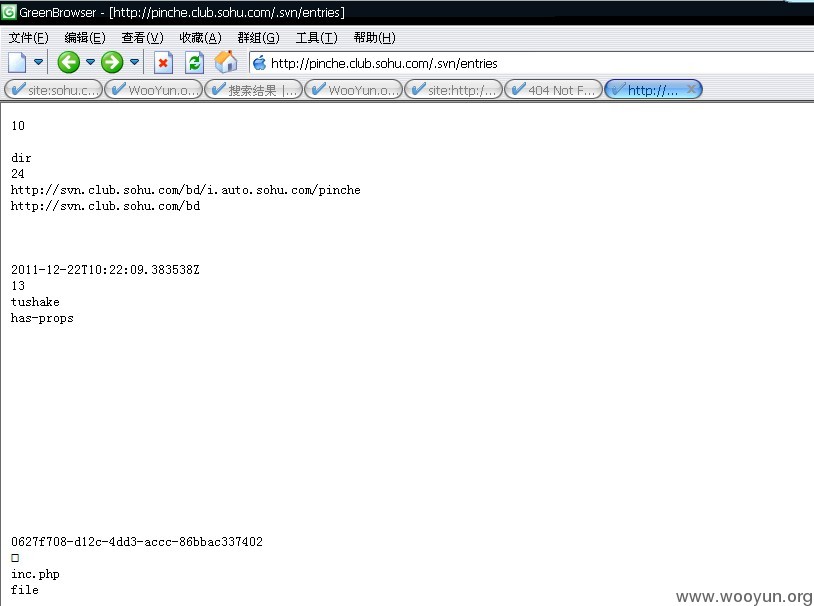 GreenBrowser - [http://pinche.club.sohu.com/.svn/entries]
文件(F) 编辑(E) 查看(V) 收藏(A) 群组(G) 工具(T) 帮助(H)
http://pinche.club.sohu.com/.svn/entries
site:sohu.c... WooYun.o... 搜索结果 |... WooYun.o... site:http:/... 404 Not F... http://...
10
dir
24
http://svn.club.sohu.com/bd/i.auto.sohu.com/pinche
http://svn.club.sohu.com/bd
2011-12-22T10:22:09.383538Z
13
tushake
has-props
0627f708-d12c-4dd3-accc-86bbac337402
□
inc.php
file
www.wooyun.org